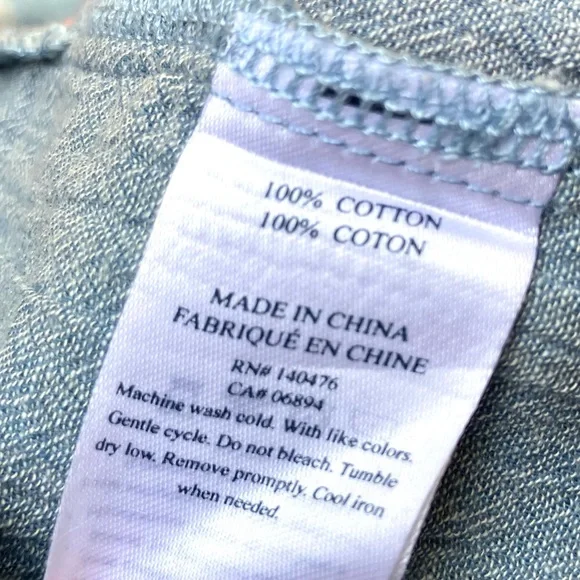 100% COTTON
100% COTON
MADE IN CHINA
FABRIQUÉ EN CHINE
RN# 140476
CA# 06894
Machine wash cold. With like colors.
Gentle cycle. Do not bleach. Tumble
dry low. Remove promptly. Cool iron
when needed.